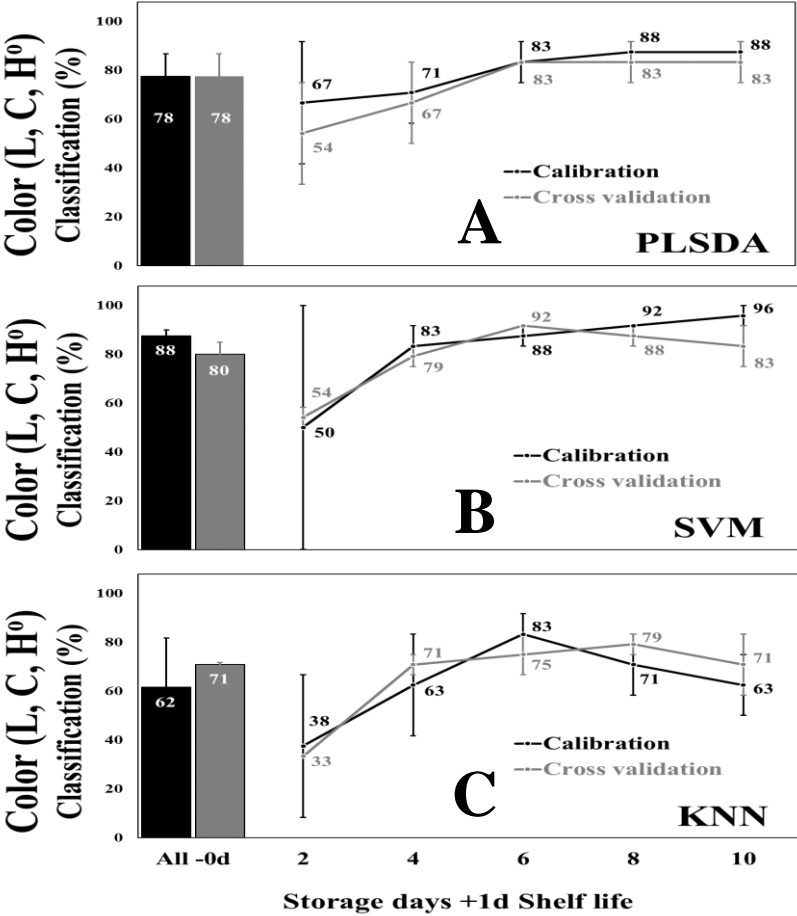 Color (L, C, Hº)
Classification (%)
100
80
60
40
20
0
78
78
67
71
83
88
88
54
67
83
83
83
Calibration
Cross validation
A
PLSDA
Color (L, C, Hº)
Classification (%)
100
80
60
40
20
0
88
80
50
83
88
92
96
54
79
92
88
83
Calibration
Cross validation
B
SVM
Color (L, C, Hº)
Classification (%)
100
80
60
40
20
0
62
71
38
63
83
71
63
33
71
75
79
71
Calibration
Cross validation
C
KNN
All -0d 2 4 6 8 10
Storage days +1d Shelf life